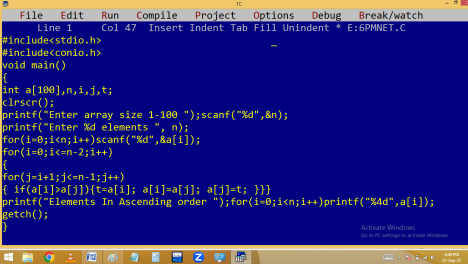 TC
File Edit Run Compile Project Options Debug Break/watch
Line 1 Col 47 Insert Indent Tab Fill Unindent * E:6PMNET.C
#include<stdio.h>
#include<conio.h>
void main()
{
int a[100],n,i,j,t;
clrscr();
printf("Enter array size 1-100 ");scanf("%d",&n);
printf("Enter %d elements ", n);
for(i=0;i<n;i++)scanf("%d",&a[i]);
for(i=0;i<=n-2;i++)
{
for(j=i+1;j<=n-1;j++)
{ if(a[i]>a[j]){t=a[i]; a[i]=a[j]; a[j]=t; }}}
printf("Elements In Ascending order ");for(i=0;i<n;i++)printf("%4d",a[i]);
getch();
}
Activate Windows
Go to PC settings to activate Windows.